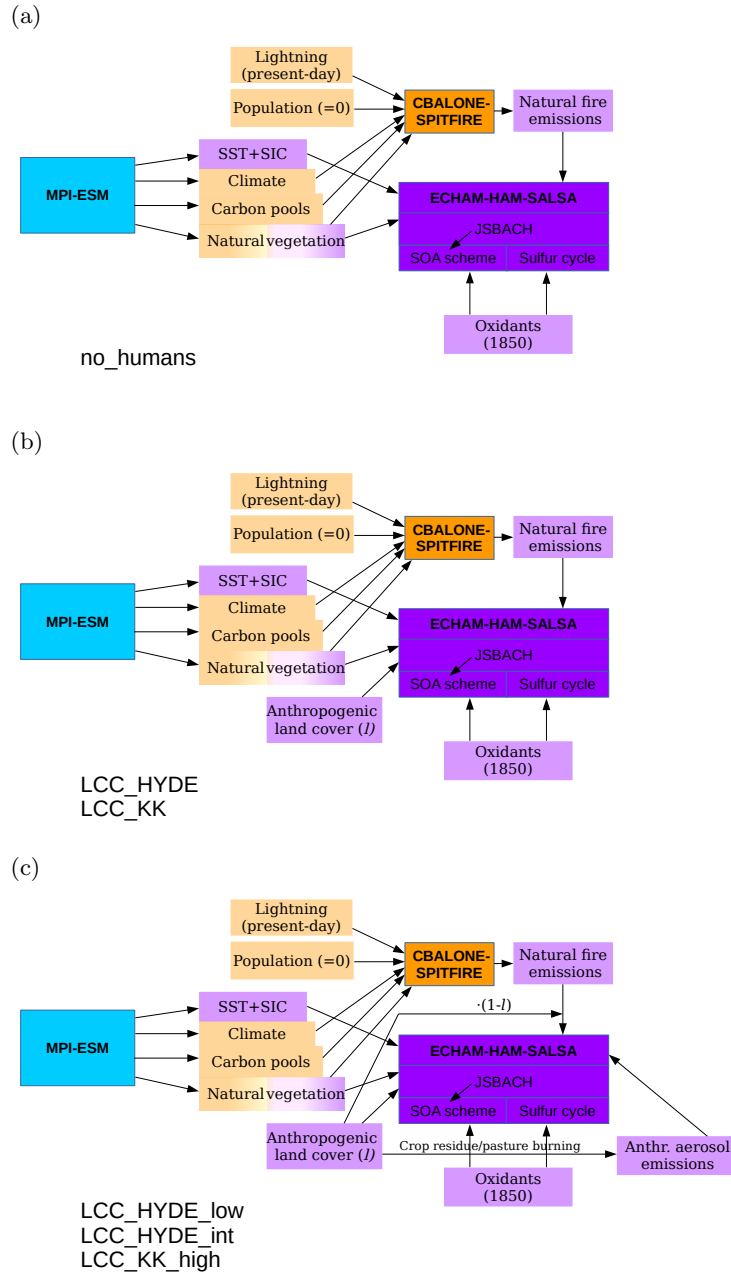 (a)
Lightning
(present-day)
Population (=0)
CBALONE-
SPITFIRE
Natural fire
emissions
MPI-ESM
SST+SIC
Climate
Carbon pools
Natural vegetation
ECHAM-HAM-SALSA
JSBACH
SOA scheme
Sulfur cycle
Oxidants
(1850)
no_humans
(b)
Lightning
(present-day)
Population (=0)
CBALONE-
SPITFIRE
Natural fire
emissions
MPI-ESM
SST+SIC
Climate
Carbon pools
Natural vegetation
ECHAM-HAM-SALSA
JSBACH
SOA scheme
Sulfur cycle
Anthropogenic
land cover (l)
Oxidants
(1850)
LCC_HYDE
LCC_KK
(c)
Lightning
(present-day)
Population (=0)
CBALONE-
SPITFIRE
Natural fire
emissions
·(1-l)
MPI-ESM
SST+SIC
Climate
Carbon pools
Natural vegetation
ECHAM-HAM-SALSA
JSBACH
SOA scheme
Sulfur cycle
Anthropogenic
land cover (l)
Crop residue/pasture burning
Anthr. aerosol
emissions
Oxidants
(1850)
LCC_HYDE_low
LCC_HYDE_int
LCC_KK_high